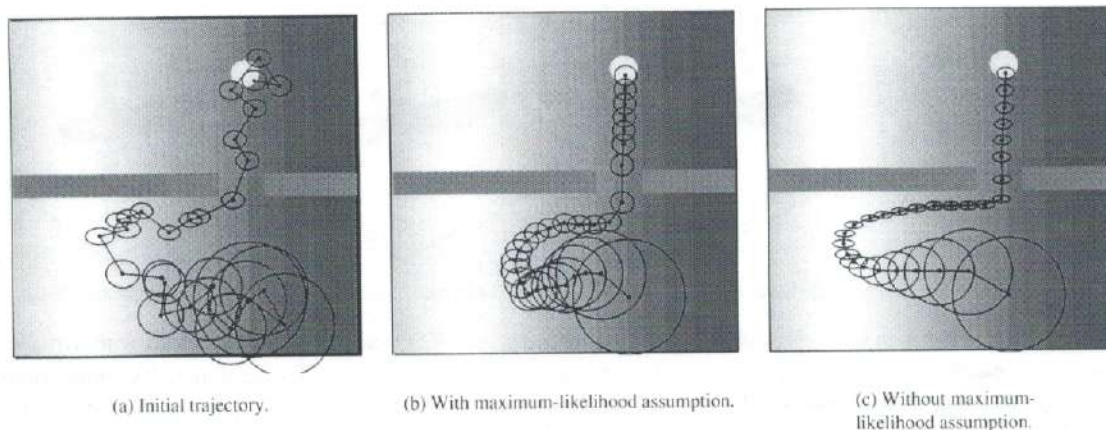 (a) Initial trajectory.
(b) With maximum-likelihood assumption.
(c) Without maximum-
likelihood assumption.